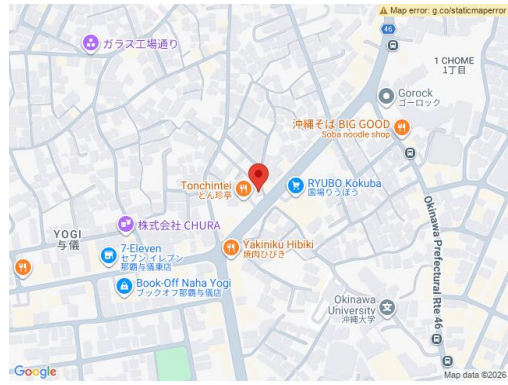 Map error: g.co/staticmaperror
46
ガラス工場通り
1 CHOME
1丁目
Gorock
ゴーロック
沖縄そば BIG GOOD
Soba noodle shop
Tonchintei
とん珍亭
RYUBO Kokuba
国場りうぼう
Okinawa Prefectural Rte 46
YOGI
与儀
株式会社 CHURA
7-Eleven
セブン-イレブン
那覇与儀東店
Yakiniku Hibiki
焼肉ひびき
Book-Off Naha Yogi
ブックオフ那覇与儀店
Okinawa
University
沖縄大学
Google
Map data ©2026